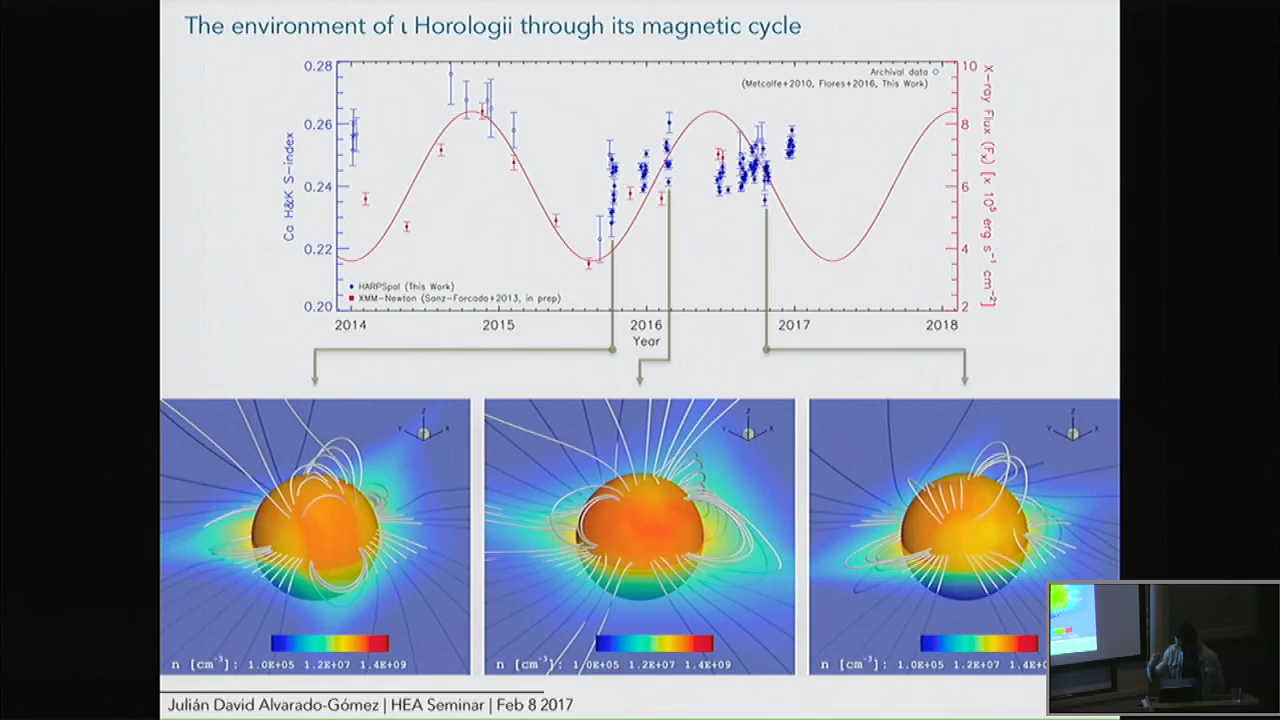 The environment of ι Horologii through its magnetic cycle
0.28
0.26
0.24
0.22
0.20
Ca H&K S-index
Archival data
(Metcalfe+2010, Flores+2016, This Work)
10
8
6
4
2
X-ray Flux (Fx) [x 10⁵ erg s⁻¹ cm⁻²]
HARPSpol (This Work)
XMM-Newton (Sanz-Forcada+2013, in prep)
2014 2015 2016 2017 2018
Year
Z Y X
Z Y X
Z Y X
n [cm⁻³]: 1.0E+05 1.2E+07 1.4E+09
n [cm⁻³]: 1.0E+05 1.2E+07 1.4E+09
n [cm⁻³]: 1.0E+05 1.2E+07 1.4E+0
Julián David Alvarado-Gómez | HEA Seminar | Feb 8 2017